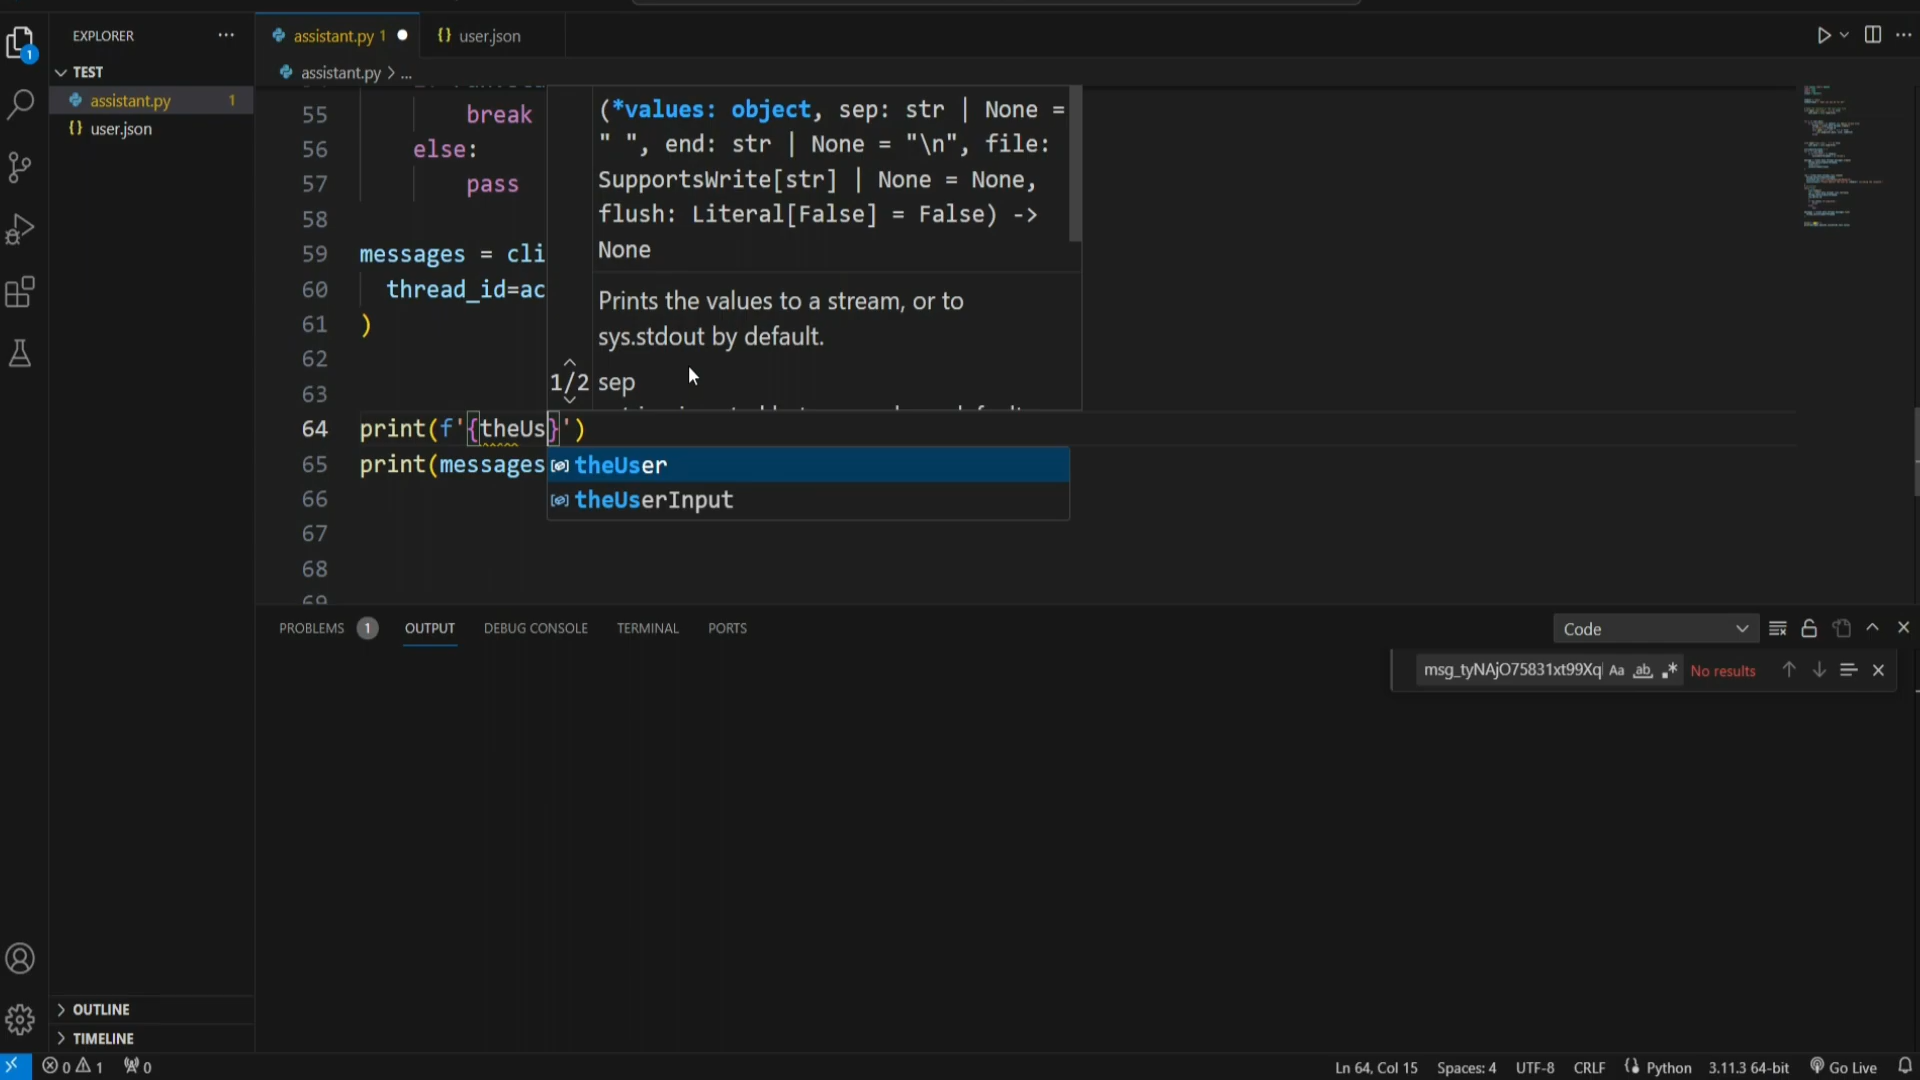 EXPLORER
TEST
assistant.py 1
user.json
OUTLINE
TIMELINE
1
assistant.py 1
user.json
assistant.py > ...
55 break
56 else:
57 pass
58
59 messages = cli
60 thread_id=ac
61 )
62
63
64 print(f'{theUs}')
65 print(messages
66
67
68
69
(*values: object, sep: str | None =
" ", end: str | None = "\n", file:
SupportsWrite[str] | None = None,
flush: Literal[False] = False) ->
None
Prints the values to a stream, or to
sys.stdout by default.
1/2 sep
theUser
theUserInput
PROBLEMS 1 OUTPUT DEBUG CONSOLE TERMINAL PORTS
Code
msg_tyNAjO75831xt99Xq Aa ab .* No results
0 1 0
Ln 64, Col 15 Spaces: 4 UTF-8 CRLF Python 3.11.3 64-bit Go Live